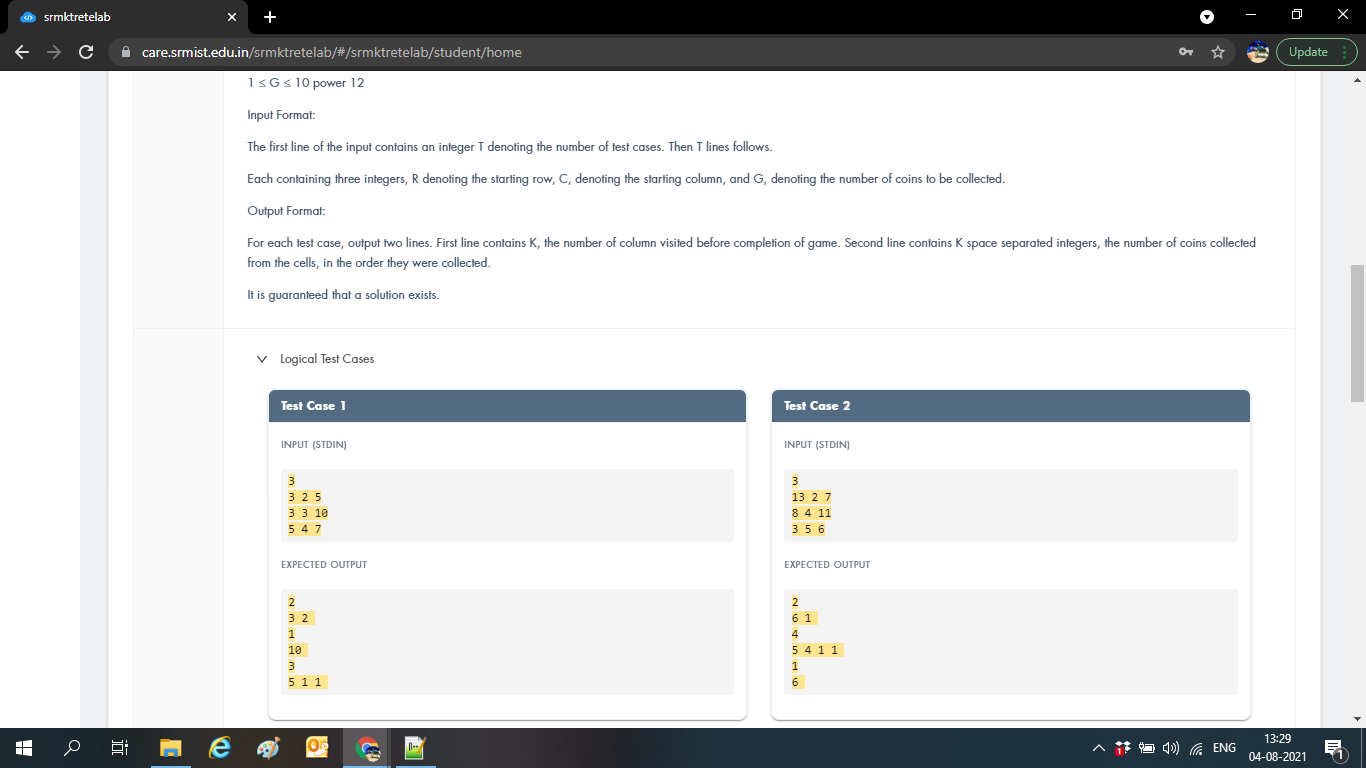 srmktretelab
care.srmist.edu.in/srmktretelab/#/srmktretelab/student/home
Update
1 ≤ G ≤ 10 power 12
Input Format:
The first line of the input contains an integer T denoting the number of test cases. Then T lines follows.
Each containing three integers, R denoting the starting row, C, denoting the starting column, and G, denoting the number of coins to be collected.
Output Format:
For each test case, output two lines. First line contains K, the number of column visited before completion of game. Second line contains K space separated integers, the number of coins collected
from the cells, in the order they were collected.
It is guaranteed that a solution exists.
Logical Test Cases
Test Case 1
INPUT (STDIN)
3
3 2 5
3 3 10
5 4 7
EXPECTED OUTPUT
2
3 2
1
10
3
5 1 1
Test Case 2
INPUT (STDIN)
3
13 2 7
8 4 11
3 5 6
EXPECTED OUTPUT
2
6 1
4
5 4 1 1
1
6
ENG
13:29
04-08-2021
1
1